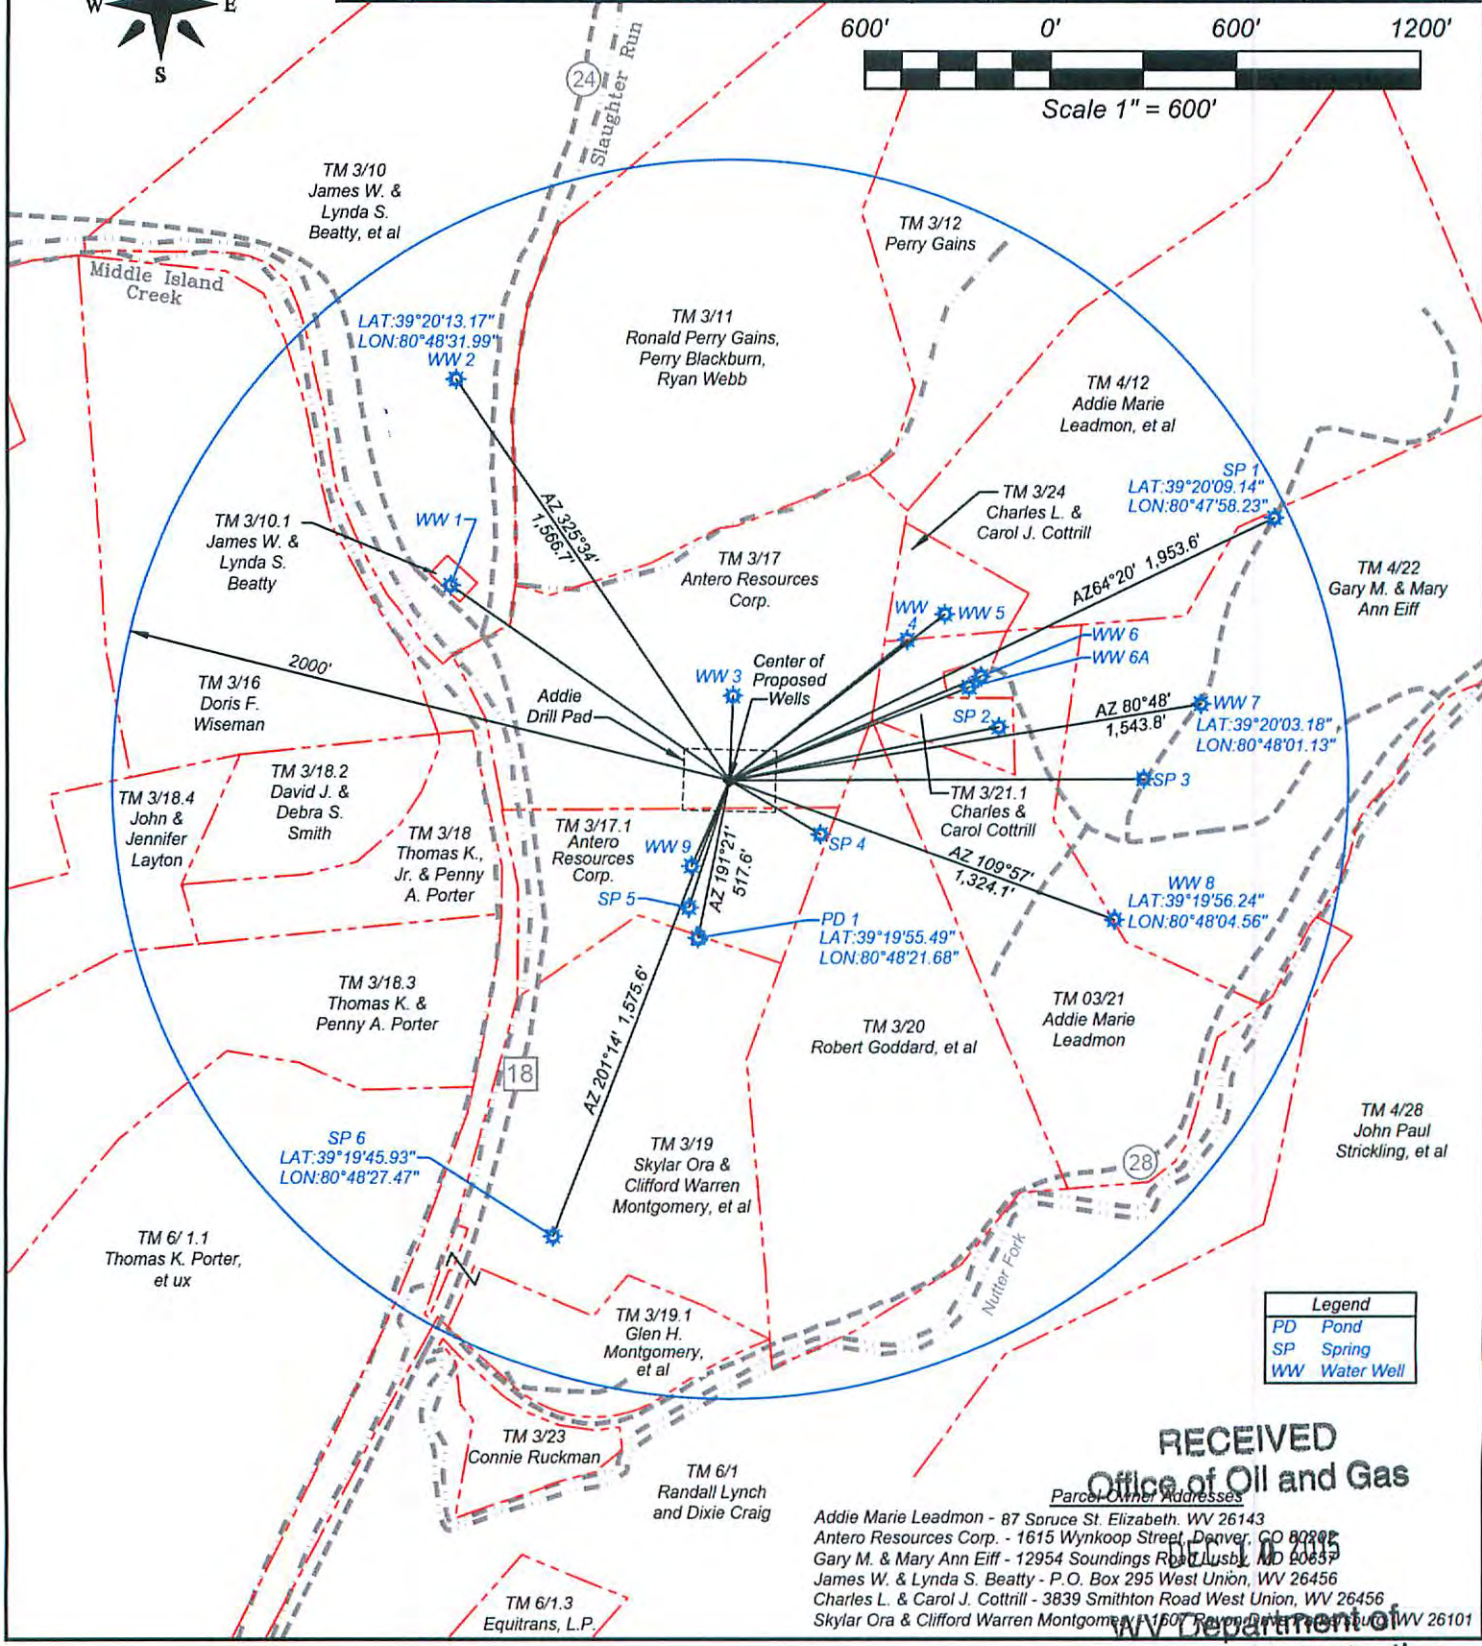 W E
S
600' 0' 600' 1200'
Scale 1" = 600'
24
Slaughter Run
TM 3/10
James W. &
Lynda S.
Beatty, et al
TM 3/12
Perry Gains
Middle Island
Creek
LAT:39°20'13.17"
LON:80°48'31.99"
WW 2
TM 3/11
Ronald Perry Gains,
Perry Blackburn,
Ryan Webb
TM 4/12
Addie Marie
Leadmon, et al
SP 1
LAT:39°20'09.14"
LON:80°47'58.23"
AZ 325°34'
1,566.7'
TM 3/24
Charles L. &
Carol J. Cottrill
TM 3/10.1
James W. &
Lynda S.
Beatty
WW 1
TM 3/17
Antero Resources
Corp.
AZ64°20' 1,953.6'
TM 4/22
Gary M. & Mary
Ann Eiff
WW
4
WW 5
WW 6
WW 6A
2000'
TM 3/16
Doris F.
Wiseman
WW 3
Center of
Proposed
Wells
Addie
Drill Pad
SP 2
AZ 80°48'
1,543.8'
WW 7
LAT:39°20'03.18"
LON:80°48'01.13"
SP 3
TM 3/18.4
John &
Jennifer
Layton
TM 3/18.2
David J. &
Debra S.
Smith
TM 3/18
Thomas K.,
Jr. & Penny
A. Porter
TM 3/17.1
Antero
Resources
Corp.
WW 9
SP 5
AZ 191°21'
517.6'
SP 4
TM 3/21.1
Charles &
Carol Cottrill
AZ 109°57'
1,324.1'
WW 8
LAT:39°19'56.24"
LON:80°48'04.56"
PD 1
LAT:39°19'55.49"
LON:80°48'21.68"
TM 3/18.3
Thomas K. &
Penny A. Porter
AZ 201°14' 1,575.6'
TM 3/20
Robert Goddard, et al
TM 03/21
Addie Marie
Leadmon
18
SP 6
LAT:39°19'45.93"
LON:80°48'27.47"
TM 3/19
Skylar Ora &
Clifford Warren
Montgomery, et al
28
TM 4/28
John Paul
Strickling, et al
TM 6/ 1.1
Thomas K. Porter,
et ux
Nutter Fork
TM 3/19.1
Glen H.
Montgomery,
et al
Legend
PD Pond
SP Spring
WW Water Well
TM 3/23
Connie Ruckman
TM 6/1
Randall Lynch
and Dixie Craig
TM 6/1.3
Equitrans, L.P.
RECEIVED
Office of Oil and Gas
Parcel Owner Addresses
Addie Marie Leadmon - 87 Spruce St. Elizabeth. WV 26143
Antero Resources Corp. - 1615 Wynkoop Street, Denver, CO 80202
DEC 10 2015
Gary M. & Mary Ann Eiff - 12954 Soundings Road Lusby, MD 20657
James W. & Lynda S. Beatty - P.O. Box 295 West Union, WV 26456
Charles L. & Carol J. Cottrill - 3839 Smithton Road West Union, WV 26456
Skylar Ora & Clifford Warren Montgomery - 1607 WV 26101
WV Department of